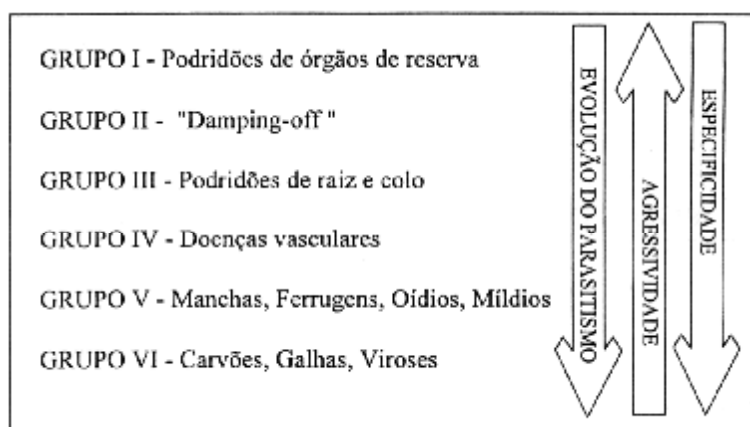 GRUPO I - Podridões de órgãos de reserva
GRUPO II - "Damping-off "
GRUPO III - Podridões de raiz e colo
GRUPO IV - Doenças vasculares
GRUPO V - Manchas, Ferrugens, Oídios, Míldios
GRUPO VI - Carvões, Galhas, Viroses
EVOLUÇÃO DO PARASITISMO
AGRESSIVIDADE
ESPECIFICIDADE